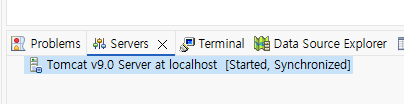 Problems Servers Terminal Data Source Explorer
Tomcat v9.0 Server at localhost [Started, Synchronized]